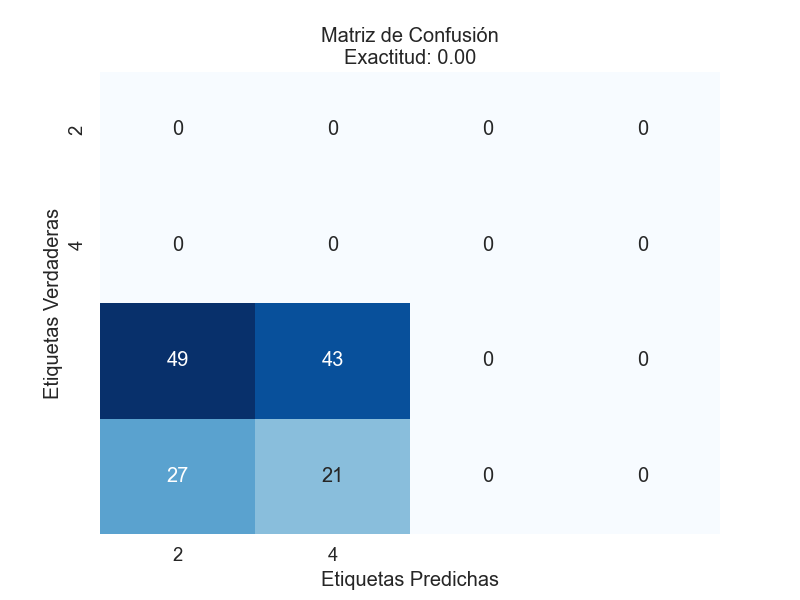 Matriz de Confusión
Exactitud: 0.00
2 0 0 0 0
4 0 0 0 0
49 43 0 0
27 21 0 0
2 4
Etiquetas Verdaderas
Etiquetas Predichas